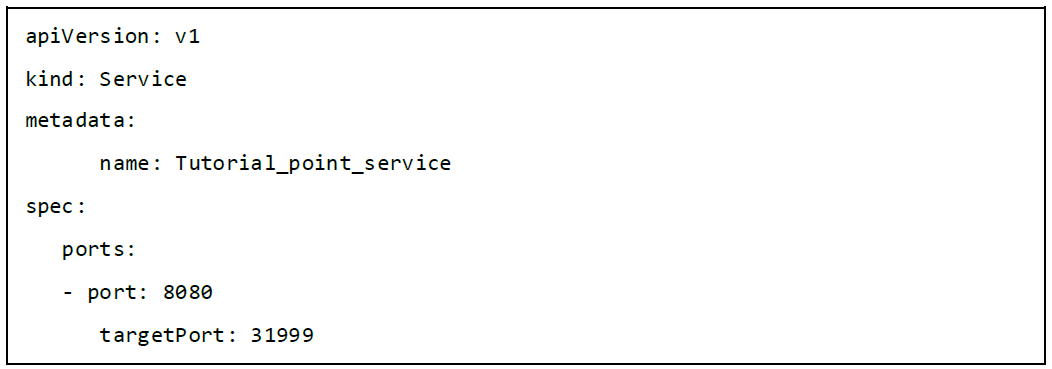 apiVersion: v1
kind: Service
metadata:
      name: Tutorial_point_service
spec:
   ports:
   - port: 8080
      targetPort: 31999